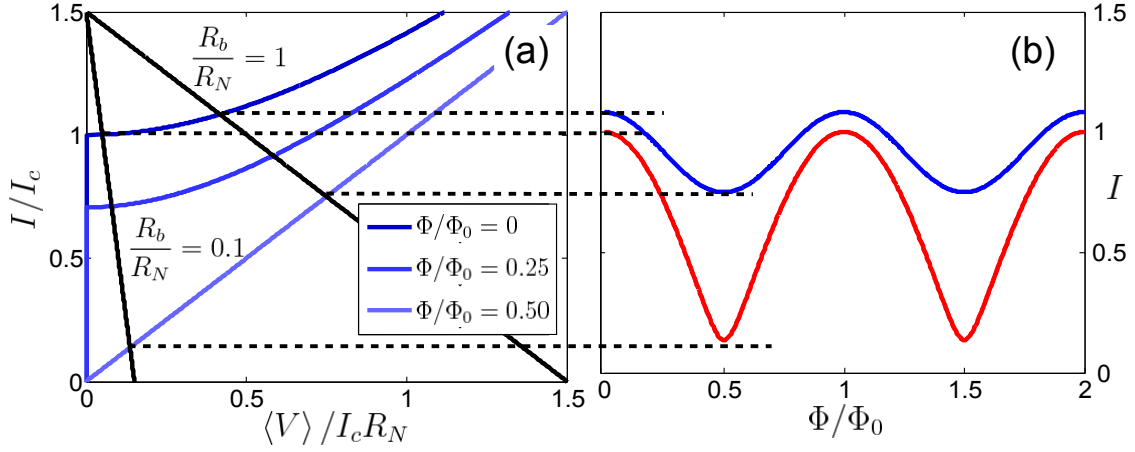 1.5
1
0.5
0
I/I_c
R_b/R_N = 1
R_b/R_N = 0.1
(a)
Φ/Φ_0 = 0
Φ/Φ_0 = 0.25
Φ/Φ_0 = 0.50
0 0.5 1 1.5
⟨V⟩/I_cR_N
(b)
1.5
1
I
0.5
0
0 0.5 1 1.5 2
Φ/Φ_0